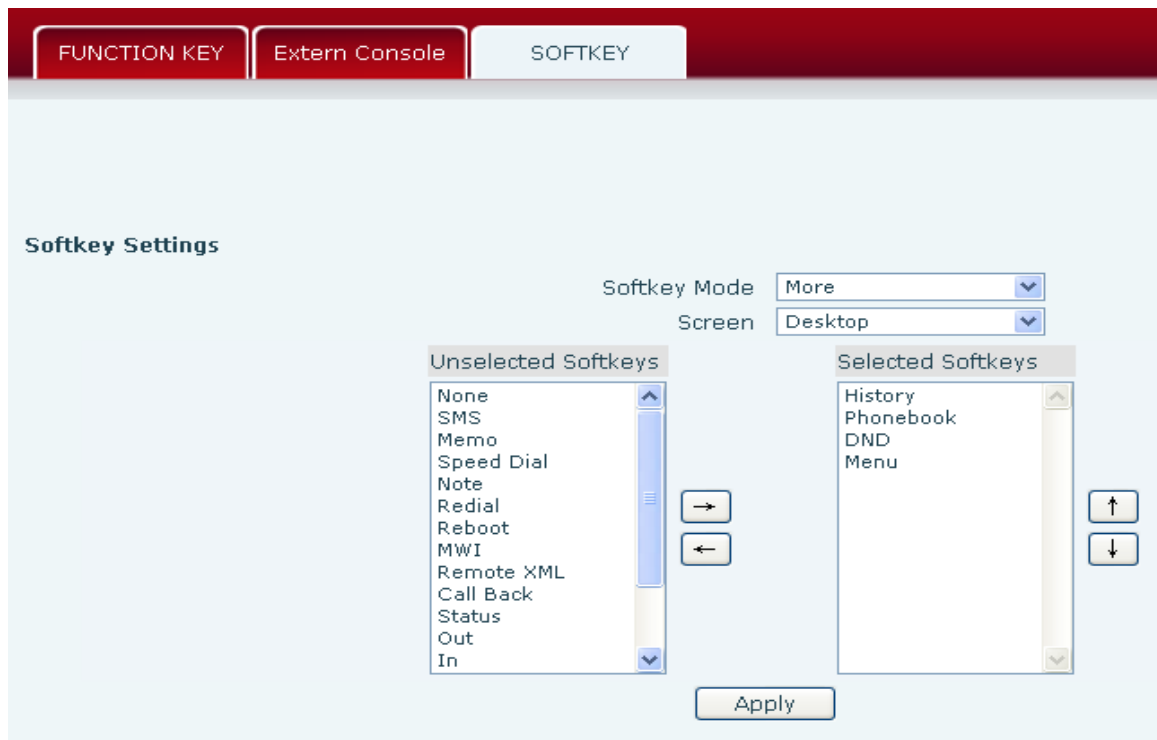 FUNCTION KEY
Extern Console
SOFTKEY
Softkey Settings
Softkey Mode
More
Screen
Desktop
Unselected Softkeys
None
SMS
Memo
Speed Dial
Note
Redial
Reboot
MWI
Remote XML
Call Back
Status
Out
In
→
←
Selected Softkeys
History
Phonebook
DND
Menu
↑
↓
Apply